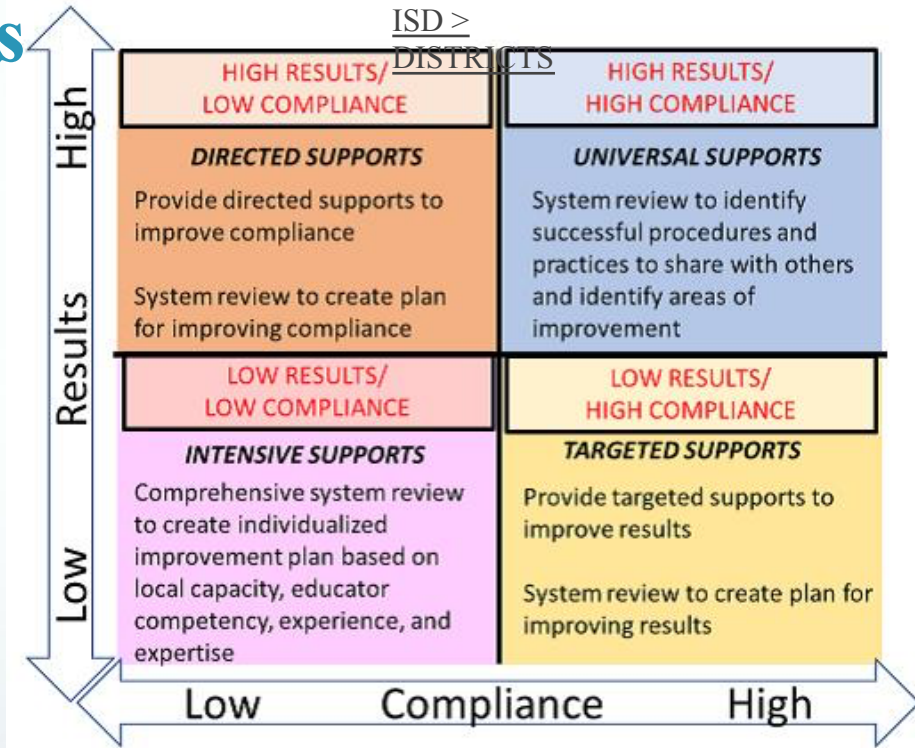 s
ISD >
DISTRICTS
High
Results
Low
HIGH RESULTS/
LOW COMPLIANCE
DIRECTED SUPPORTS
Provide directed supports to
improve compliance
System review to create plan
for improving compliance
HIGH RESULTS/
HIGH COMPLIANCE
UNIVERSAL SUPPORTS
System review to identify
successful procedures and
practices to share with others
and identify areas of
improvement
LOW RESULTS/
LOW COMPLIANCE
INTENSIVE SUPPORTS
Comprehensive system review
to create individualized
improvement plan based on
local capacity, educator
competency, experience, and
expertise
LOW RESULTS/
HIGH COMPLIANCE
TARGETED SUPPORTS
Provide targeted supports to
improve results
System review to create plan for
improving results
Low Compliance High